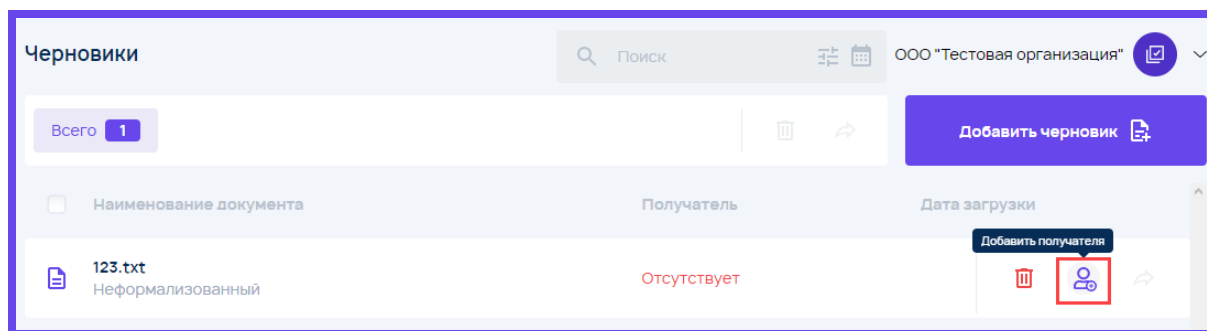 Черновики
Поиск
ООО "Тестовая организация"
Всего 1
Добавить черновик
Наименование документа Получатель Дата загрузки
Добавить получателя
123.txt
Неформализованный
Отсутствует